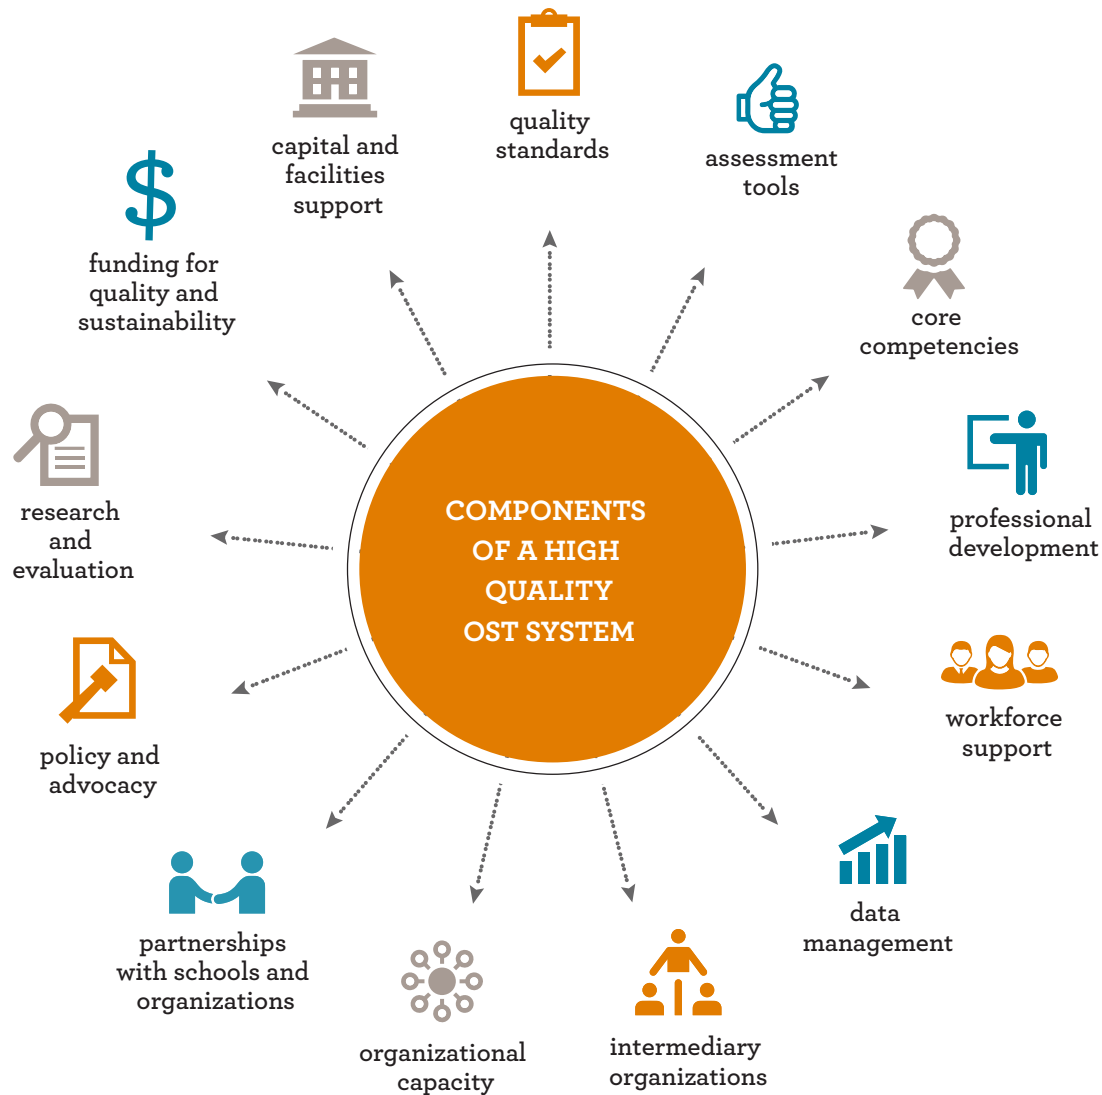 COMPONENTS
OF A HIGH
QUALITY
OST SYSTEM
quality
standards
assessment
tools
core
competencies
professional
development
workforce
support
data
management
intermediary
organizations
organizational
capacity
partnerships
with schools and
organizations
policy and
advocacy
research
and
evaluation
funding for
quality and
sustainability
capital and
facilities
support
$